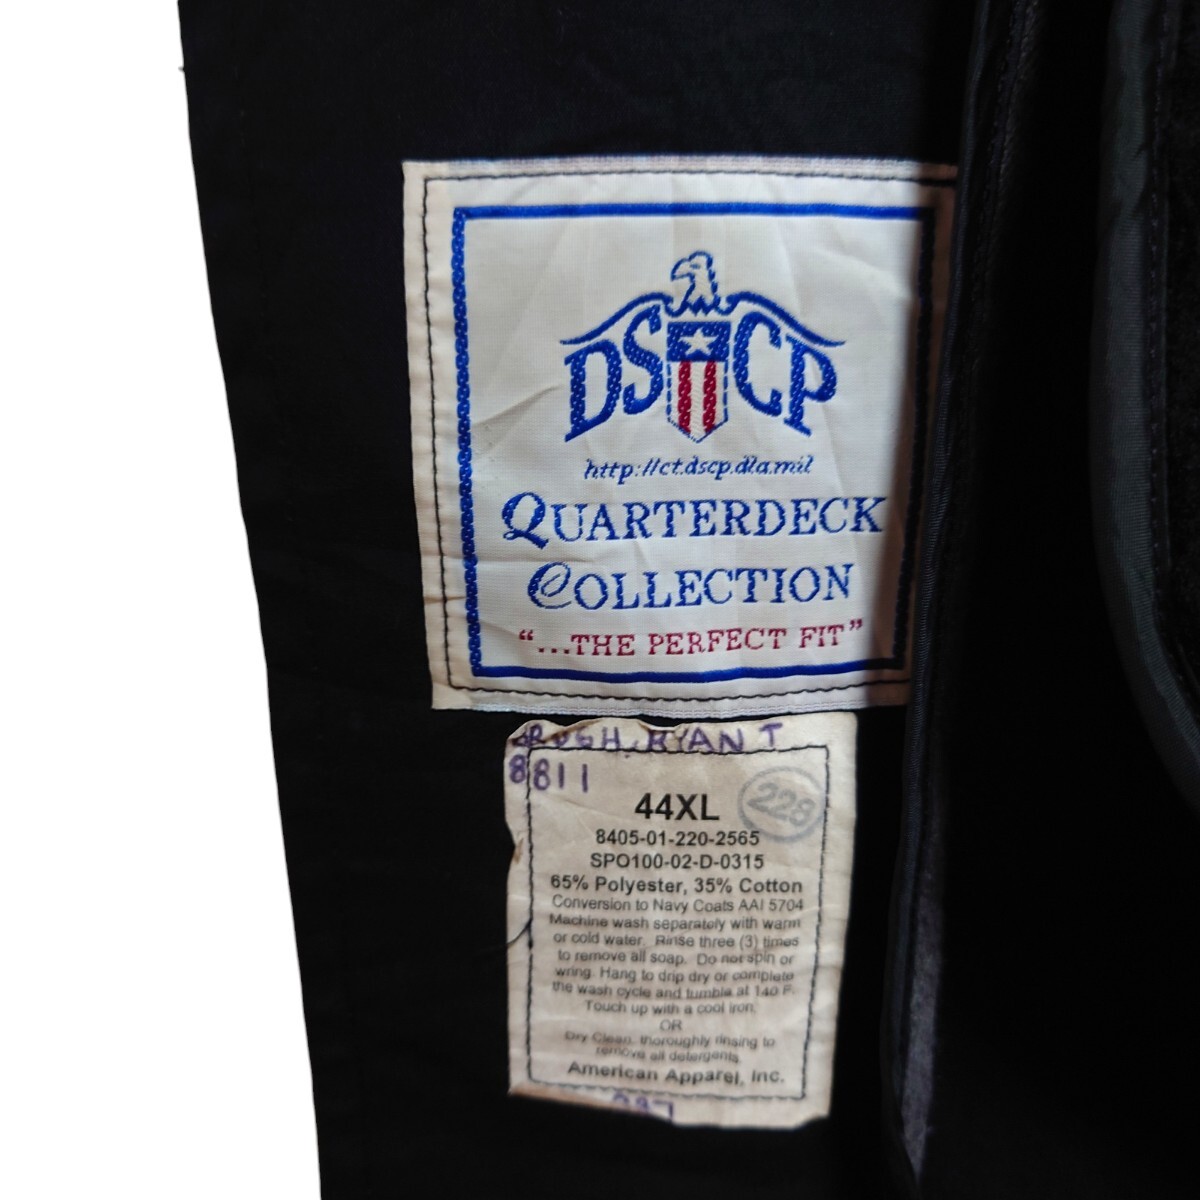 DSCP
http://ct.dscp.dla.mil
QUARTERDECK
COLLECTION
"...THE PERFECT FIT"
RYAN T
8811
44XL
228
8405-01-220-2565
SPO100-02-D-0315
65% Polyester, 35% Cotton
Conversion to Navy Coats AAI 5704
Machine wash separately with warm
or cold water. Rinse three (3) times
to remove all soap. Do not spin or
wring. Hang to drip dry or complete
the wash cycle and tumble at 140 F.
Touch up with a cool iron.
OR
Dry Clean, thoroughly rinsing to
remove all detergents.
American Apparel, Inc.